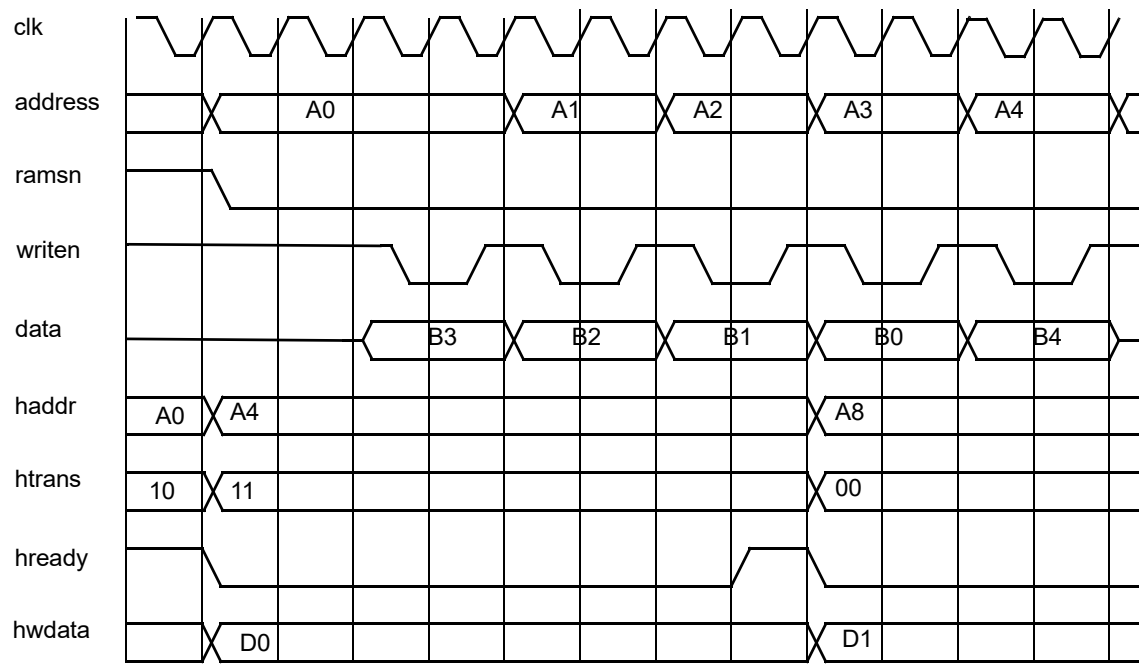 clk
address A0 A1 A2 A3 A4
ramsn
writen
data B3 B2 B1 B0 B4
haddr A0 A4 A8
htrans 10 11 00
hready
hwdata D0 D1